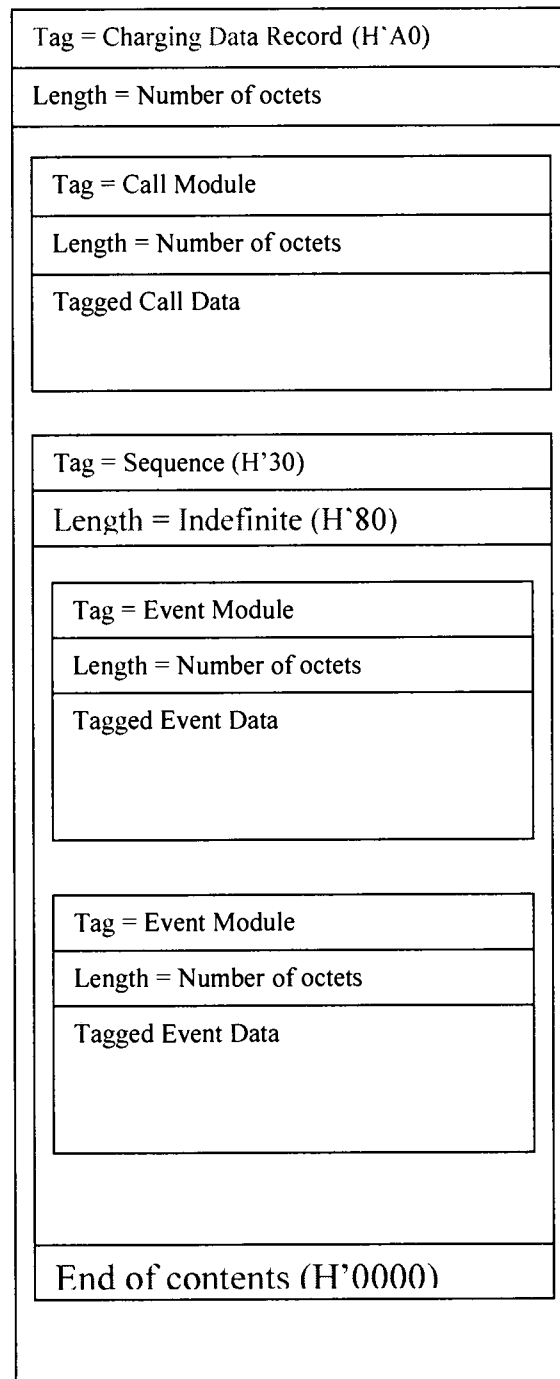 Tag = Charging Data Record (H`A0)
Length = Number of octets
Tag = Call Module
Length = Number of octets
Tagged Call Data
Tag = Sequence (H'30)
Length = Indefinite (H`80)
Tag = Event Module
Length = Number of octets
Tagged Event Data
Tag = Event Module
Length = Number of octets
Tagged Event Data
End of contents (H'0000)